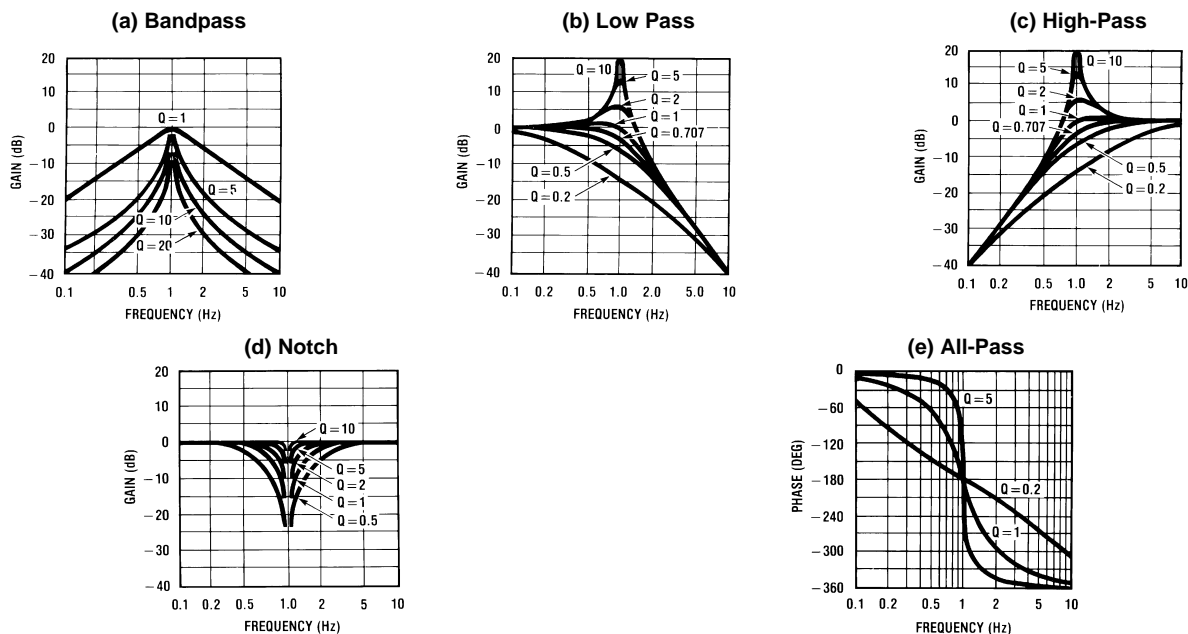 (a) Bandpass
20
10
0
−10
−20
−30
−40
GAIN (dB)
Q=1
Q=5
Q=10
Q=20
0.1
0.5
1
2
5
10
FREQUENCY (Hz)
(b) Low Pass
20
10
0
−10
−20
−30
−40
GAIN (dB)
Q=10
Q=5
Q=2
Q=1
Q=0.707
Q=0.5
Q=0.2
0.1
0.5
1.0
2.0
5
10
FREQUENCY (Hz)
(c) High-Pass
20
10
0
−10
−20
−30
−40
GAIN (dB)
Q=10
Q=5
Q=2
Q=1
Q=0.707
Q=0.5
Q=0.2
0.1
0.5
1.0
2
5
10
FREQUENCY (Hz)
(d) Notch
20
10
0
−10
−20
−30
−40
GAIN (dB)
Q=10
Q=5
Q=2
Q=1
Q=0.5
0.1
0.2
0.5
1.0
2
5
10
FREQUENCY (Hz)
(e) All-Pass
0
−60
−120
−180
−240
−300
−360
PHASE (DEG)
Q=5
Q=0.2
Q=1
0.1
0.5
1
2
5
10
FREQUENCY (Hz)